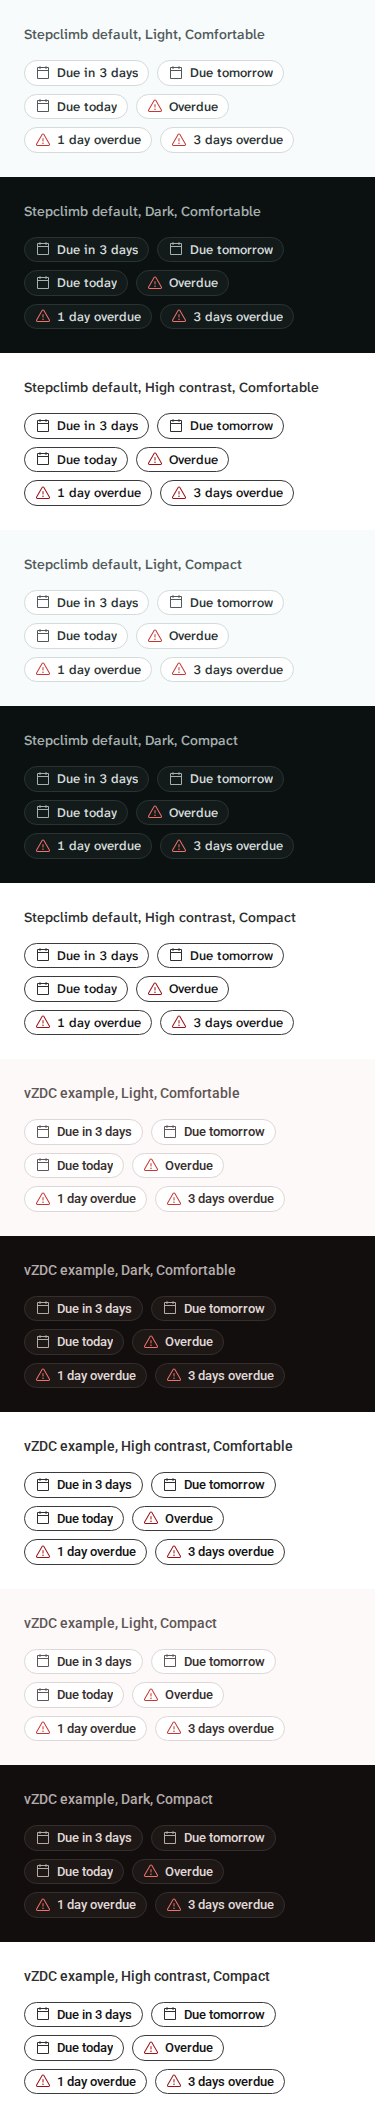 Stepclimb default, Light, Comfortable
Due in 3 days Due tomorrow
Due today Overdue
1 day overdue 3 days overdue
Stepclimb default, Dark, Comfortable
Due in 3 days Due tomorrow
Due today Overdue
1 day overdue 3 days overdue
Stepclimb default, High contrast, Comfortable
Due in 3 days Due tomorrow
Due today Overdue
1 day overdue 3 days overdue
Stepclimb default, Light, Compact
Due in 3 days Due tomorrow
Due today Overdue
1 day overdue 3 days overdue
Stepclimb default, Dark, Compact
Due in 3 days Due tomorrow
Due today Overdue
1 day overdue 3 days overdue
Stepclimb default, High contrast, Compact
Due in 3 days Due tomorrow
Due today Overdue
1 day overdue 3 days overdue
vZDC example, Light, Comfortable
Due in 3 days Due tomorrow
Due today Overdue
1 day overdue 3 days overdue
vZDC example, Dark, Comfortable
Due in 3 days Due tomorrow
Due today Overdue
1 day overdue 3 days overdue
vZDC example, High contrast, Comfortable
Due in 3 days Due tomorrow
Due today Overdue
1 day overdue 3 days overdue
vZDC example, Light, Compact
Due in 3 days Due tomorrow
Due today Overdue
1 day overdue 3 days overdue
vZDC example, Dark, Compact
Due in 3 days Due tomorrow
Due today Overdue
1 day overdue 3 days overdue
vZDC example, High contrast, Compact
Due in 3 days Due tomorrow
Due today Overdue
1 day overdue 3 days overdue